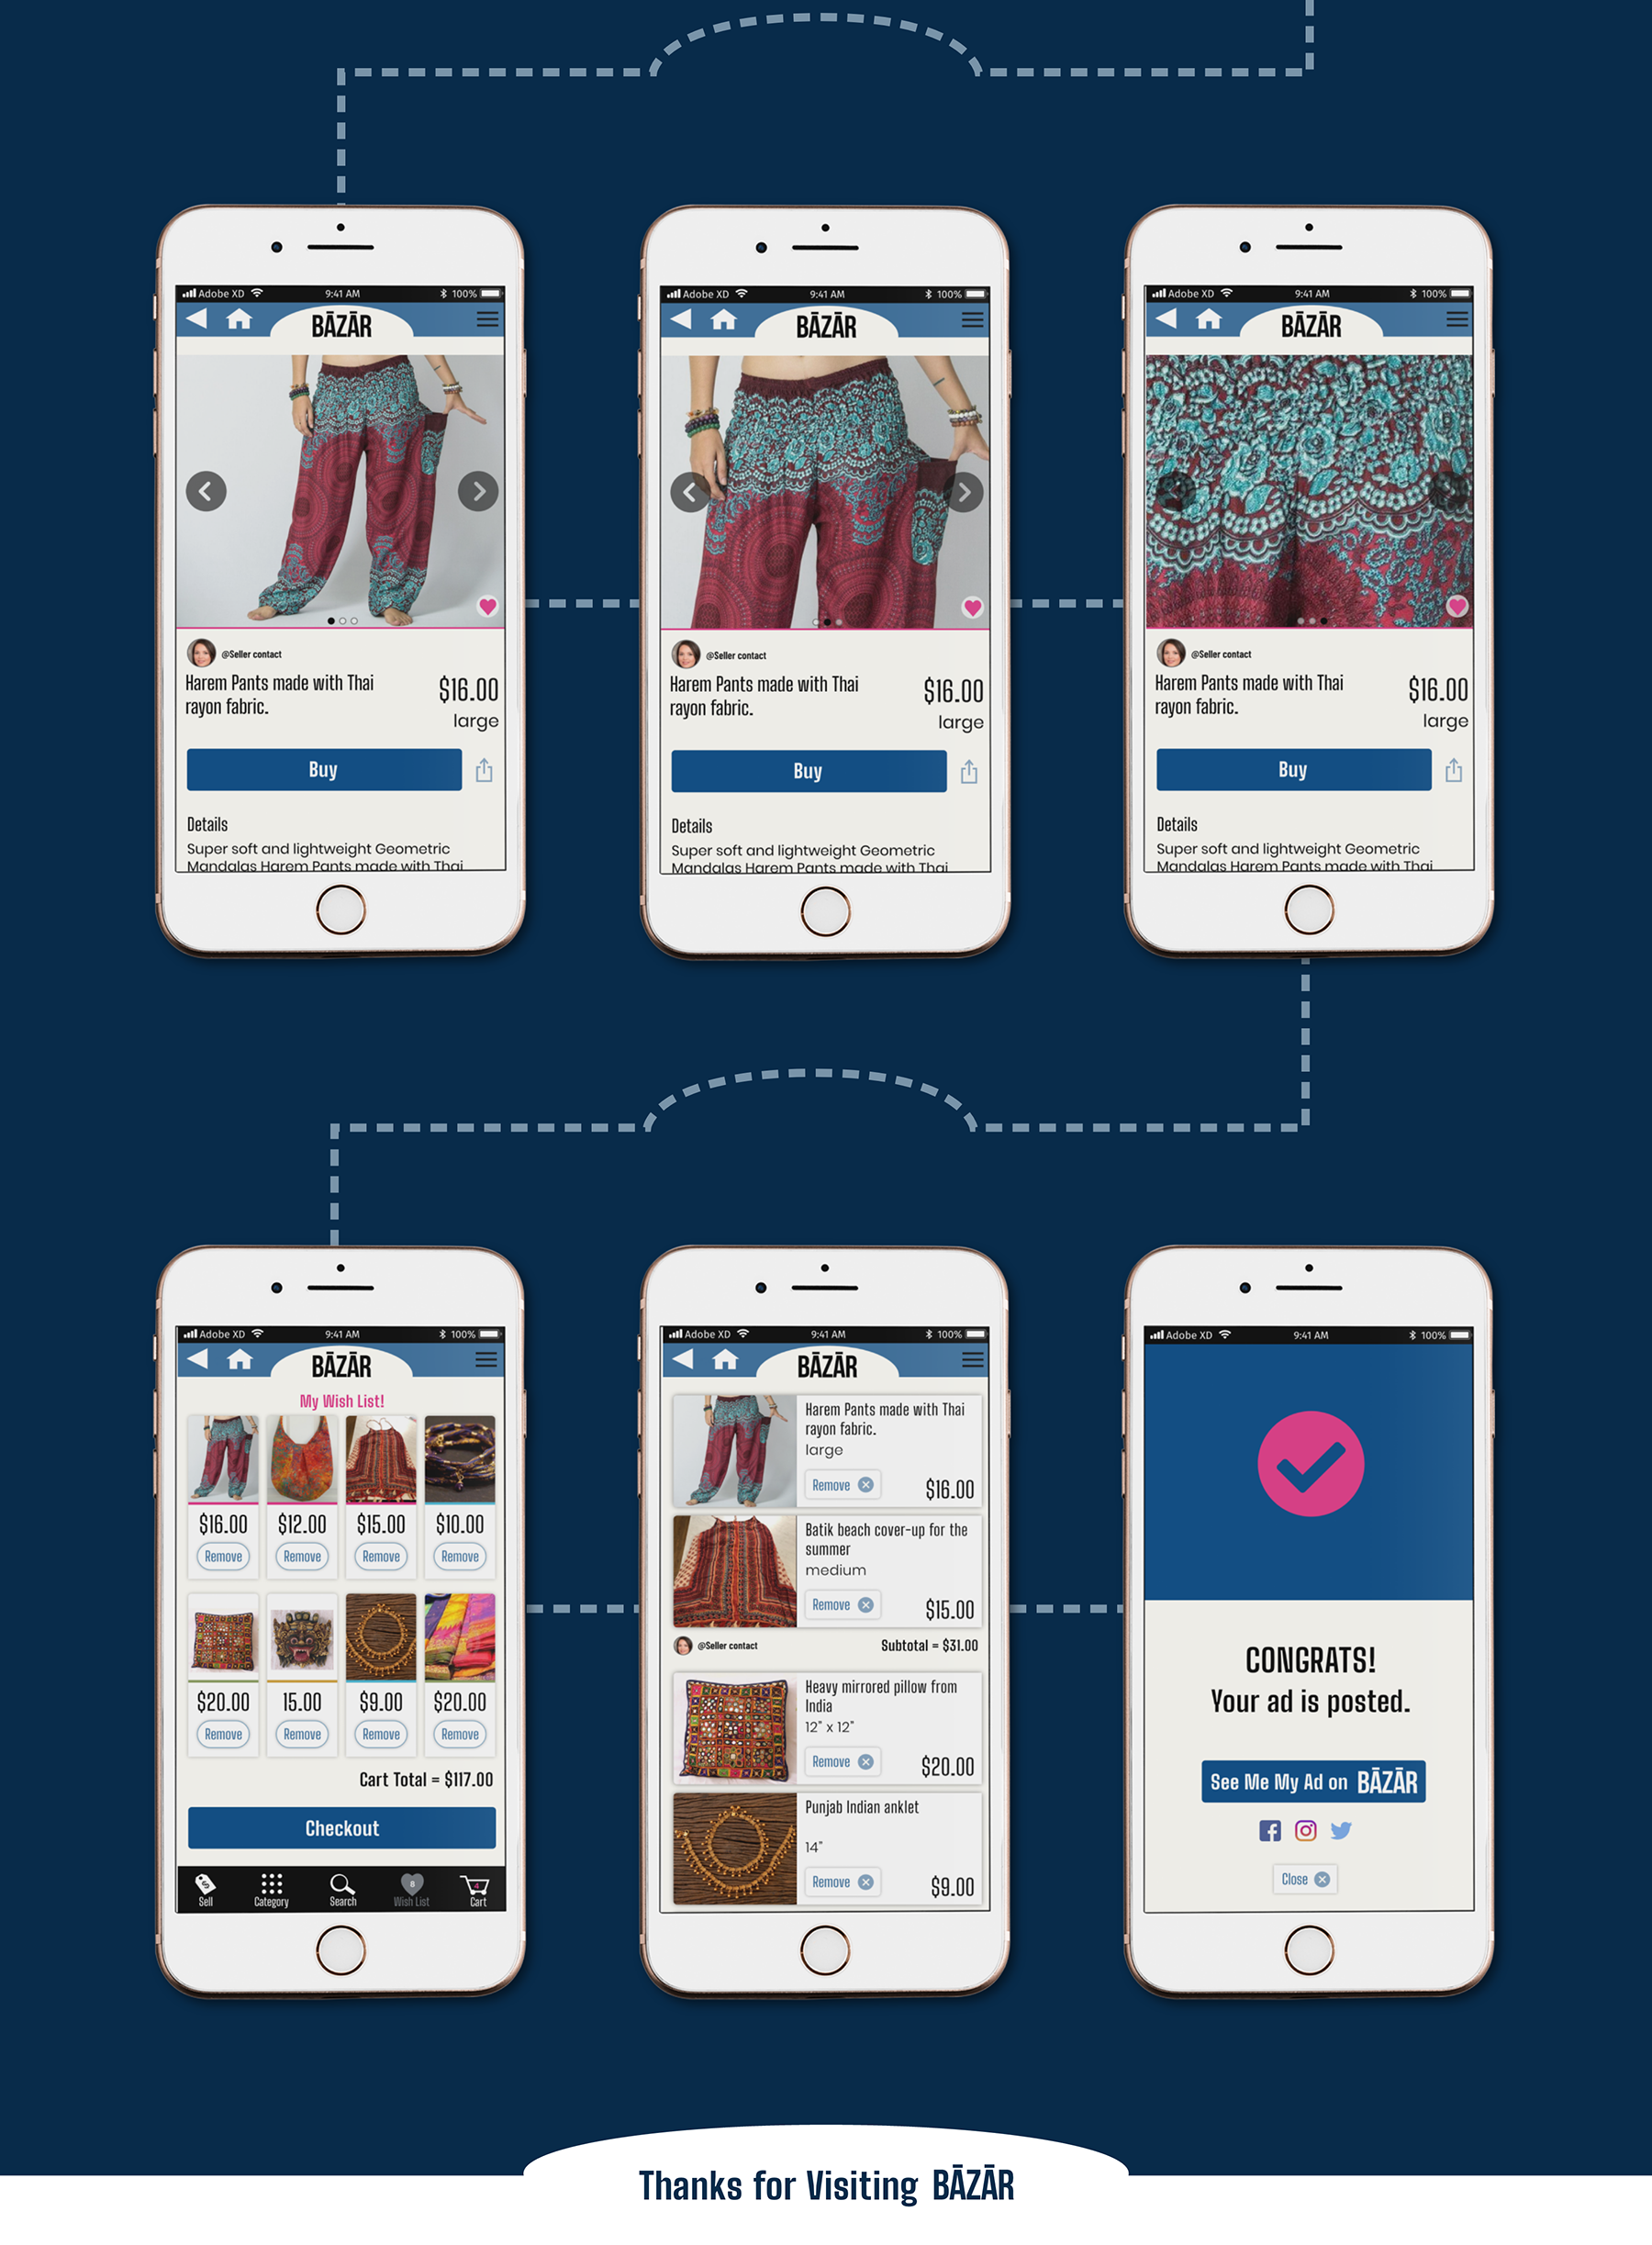 Adobe XD 9:41 AM 100%
BĀZĀR
@Seller contact
Harem Pants made with Thai
rayon fabric.
$16.00
large
Buy
Details
Super soft and lightweight Geometric
Mandalas Harem Pants made with Thai
Adobe XD 9:41 AM 100%
BĀZĀR
@Seller contact
Harem Pants made with Thai
rayon fabric.
$16.00
large
Buy
Details
Super soft and lightweight Geometric
Mandalas Harem Pants made with Thai
Adobe XD 9:41 AM 100%
BĀZĀR
@Seller contact
Harem Pants made with Thai
rayon fabric.
$16.00
large
Buy
Details
Super soft and lightweight Geometric
Mandalas Harem Pants made with Thai
Adobe XD 9:41 AM 100%
BĀZĀR
My Wish List!
$16.00 $12.00 $15.00 $10.00
Remove Remove Remove Remove
$20.00 15.00 $9.00 $20.00
Remove Remove Remove Remove
Cart Total = $117.00
Checkout
$ 8 4
Sell Category Search Wish List Cart
Adobe XD 9:41 AM 100%
BĀZĀR
Harem Pants made with Thai
rayon fabric.
large
Remove $16.00
Batik beach cover-up for the
summer
medium
Remove $15.00
@Seller contact Subtotal = $31.00
Heavy mirrored pillow from
India
12" x 12"
Remove $20.00
Punjab Indian anklet
14"
Remove $9.00
Adobe XD 9:41 AM 100%
CONGRATS!
Your ad is posted.
See Me My Ad on BĀZĀR
Close
Thanks for Visiting BĀZĀR